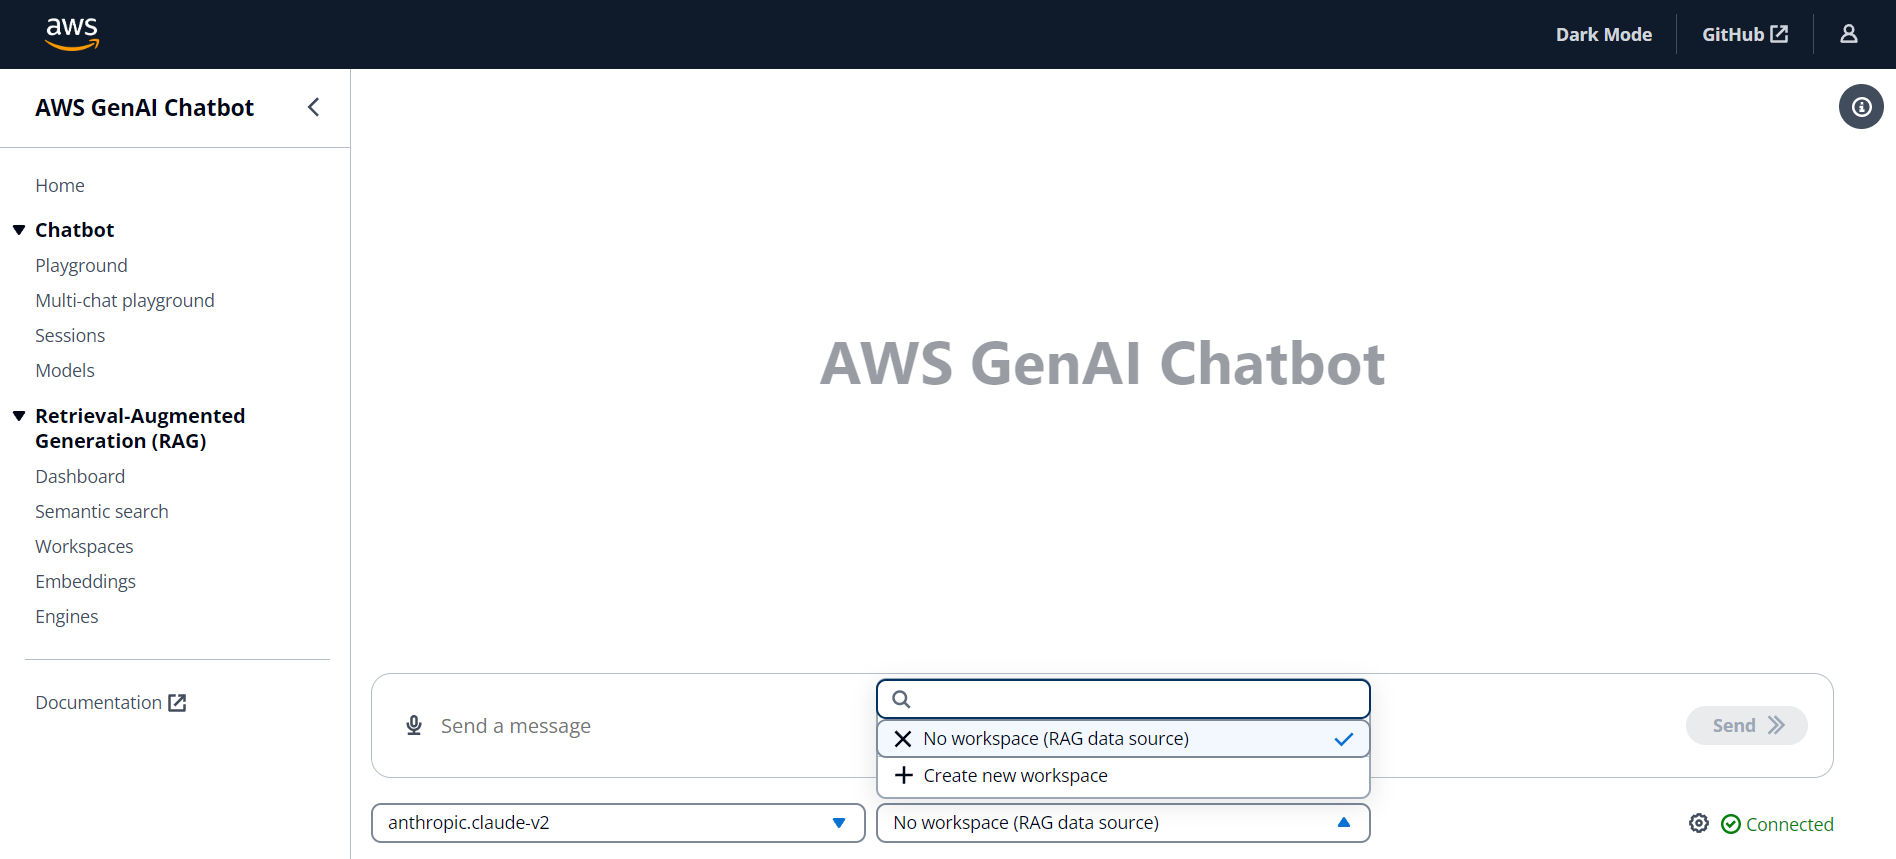 aws
Dark Mode
GitHub
AWS GenAI Chatbot
Home
Chatbot
Playground
Multi-chat playground
Sessions
Models
Retrieval-Augmented
Generation (RAG)
Dashboard
Semantic search
Workspaces
Embeddings
Engines
Documentation
AWS GenAI Chatbot
Send a message
No workspace (RAG data source)
Create new workspace
Send
anthropic.claude-v2
No workspace (RAG data source)
Connected